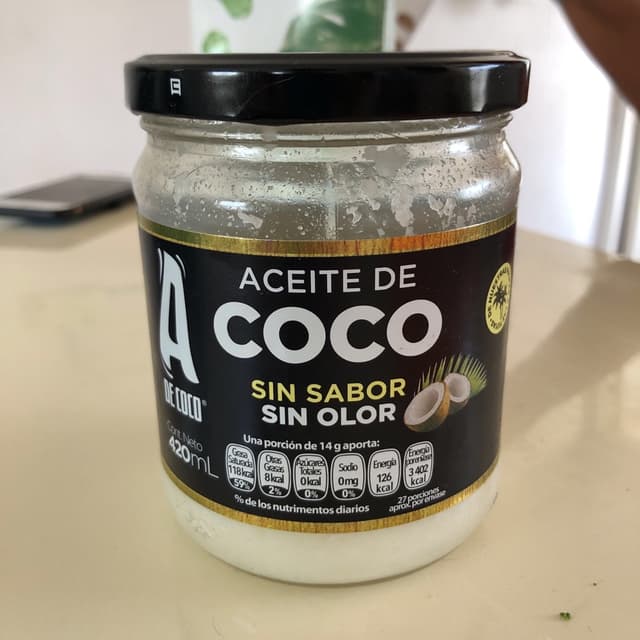 ACEITE DE
COCO
SIN SABOR
SIN OLOR
A
DE COCO®
Cont. Neto
420mL
Una porción de 14 g aporta:
Grasa
Saturada
118 kcal
59%
Otras
Grasas
8 kcal
2%
Azúcares
Totales
0 kcal
0%
Sodio
0 mg
0%
Energía
126
kcal
Energía
por envase
3 402
kcal
% de los nutrimentos diarios
27 porciones
aprox. por envase